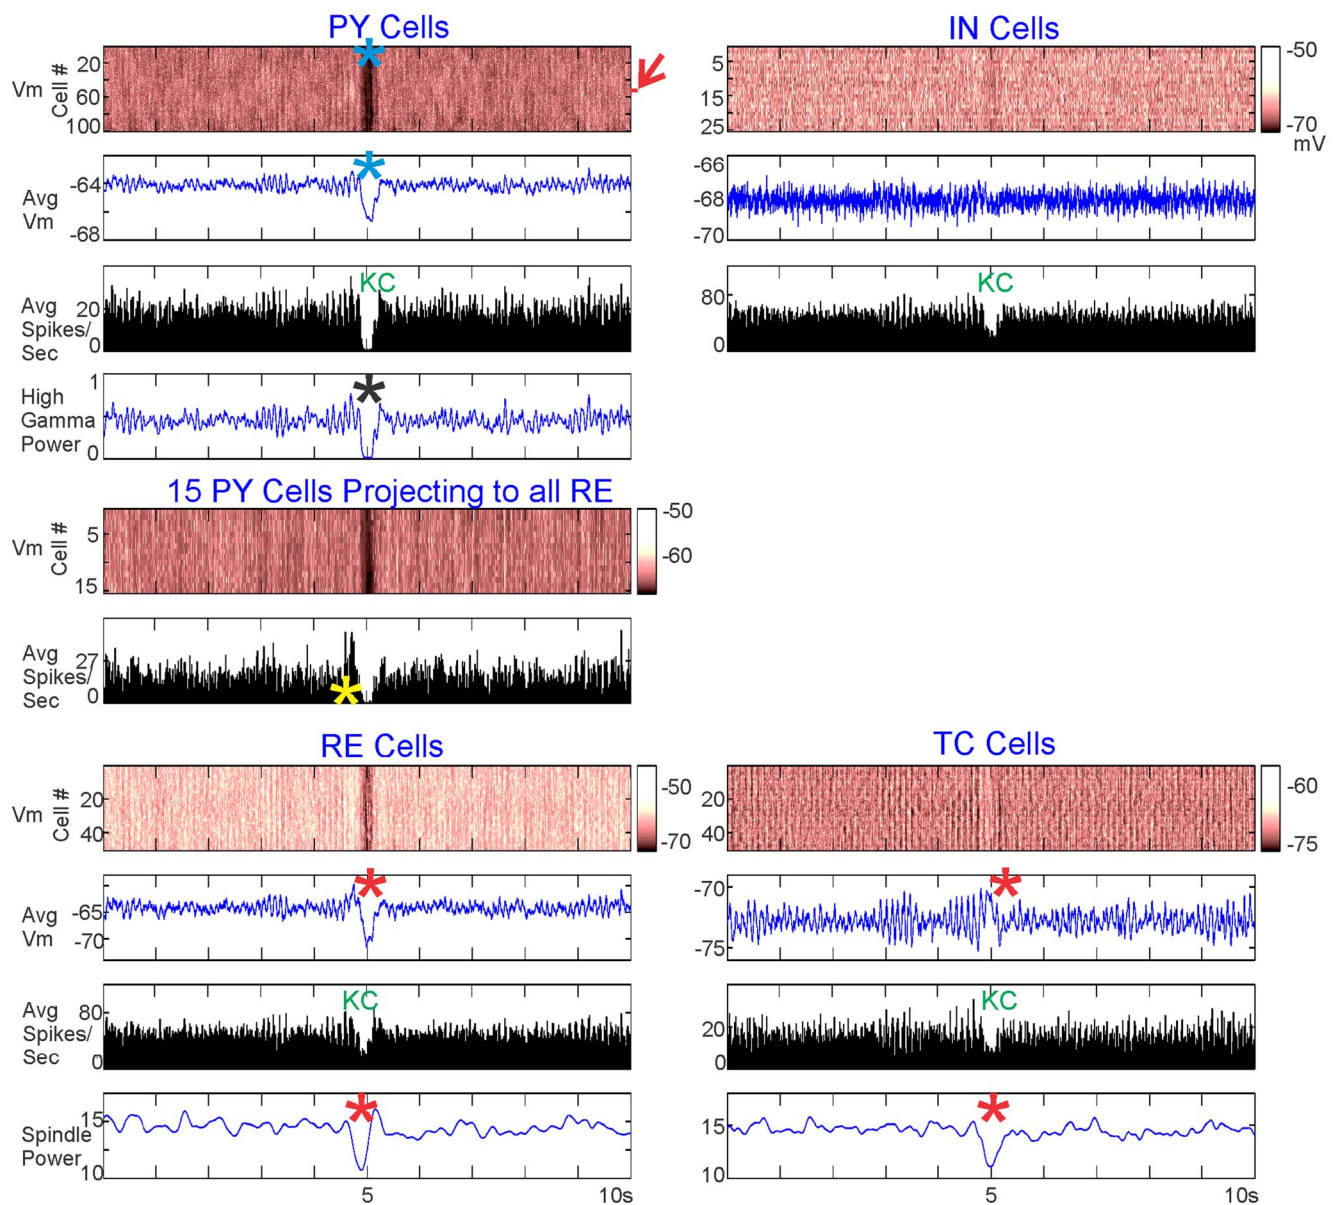 PY Cells
Vm
Cell #
20
60
100
Avg
Vm
-64
-68
Avg
Spikes/
Sec
20
0
KC
High
Gamma
Power
1
0
IN Cells
5
15
25
-50
-70
mV
-66
-68
-70
80
0
KC
15 PY Cells Projecting to all RE
Vm
Cell #
5
15
-50
-60
Avg
Spikes/
Sec
27
0
RE Cells
Vm
Cell #
20
40
-50
-70
Avg
Vm
-65
-70
Avg
Spikes/
Sec
80
0
KC
Spindle
Power
15
10
5
10s
TC Cells
20
40
-60
-75
-70
-75
20
0
KC
15
10
5
10s